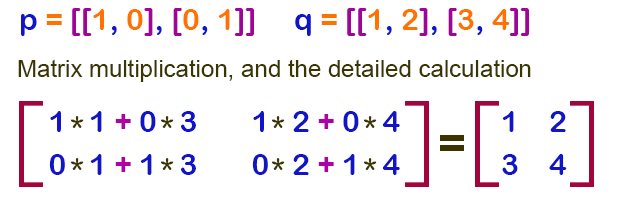 p = [[1, 0], [0, 1]] q = [[1, 2], [3, 4]]
Matrix multiplication, and the detailed calculation
[ 1*1 + 0*3 1*2 + 0*4 ] = [ 1 2 ]
[ 0*1 + 1*3 0*2 + 1*4 ] [ 3 4 ]